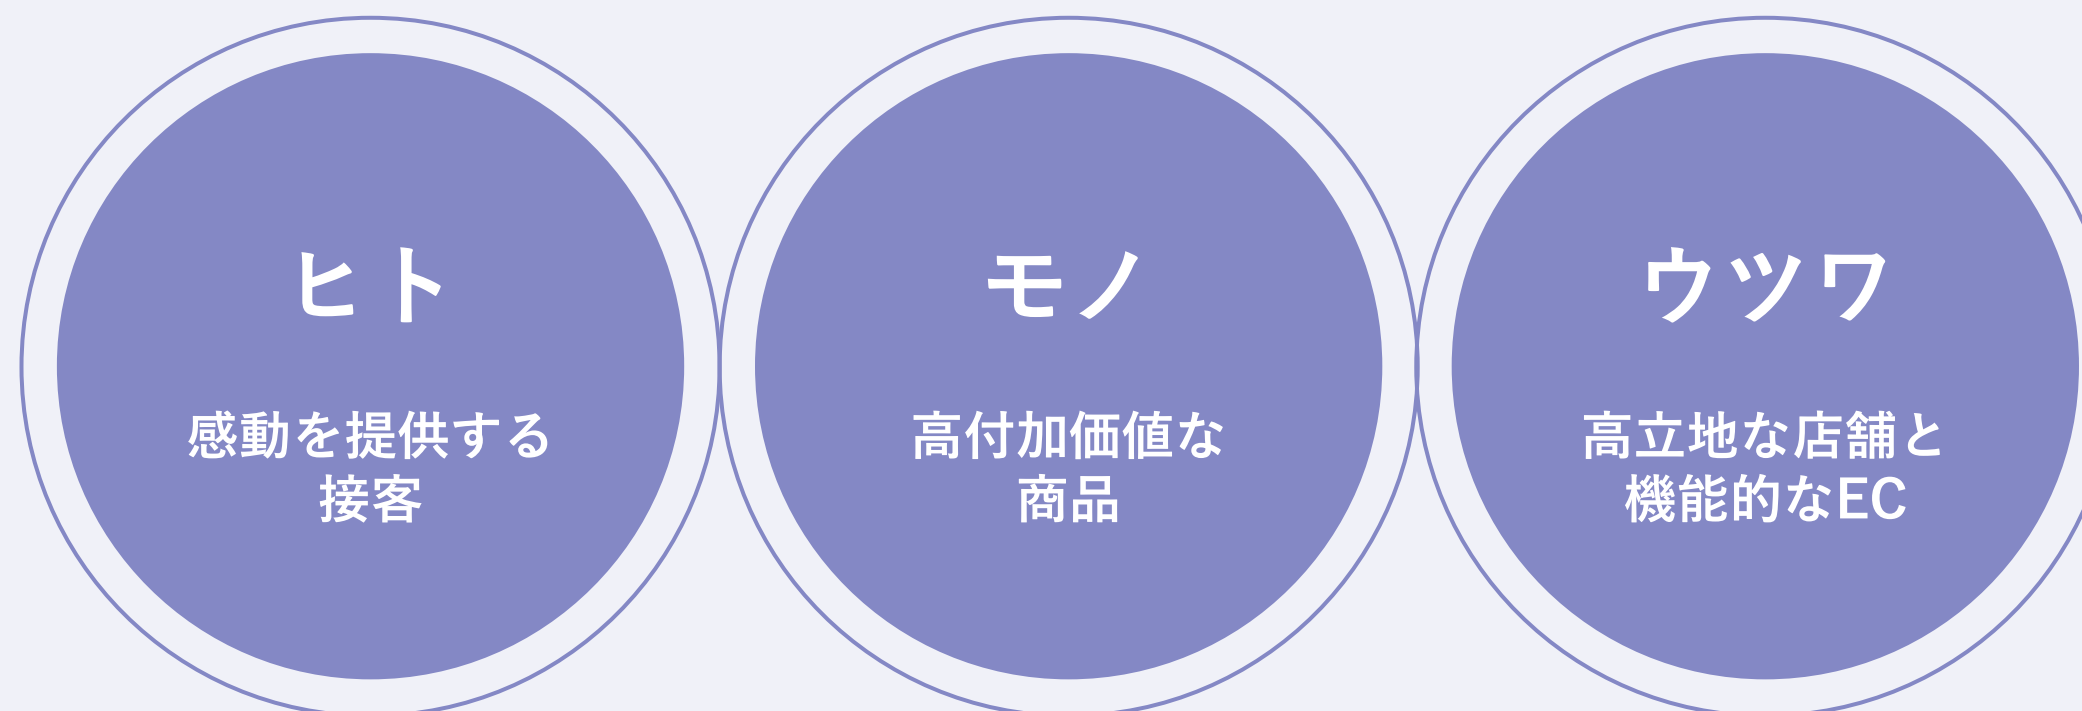 ヒト
感動を提供する
接客
モノ
高付加価値な
商品
ウツワ
高立地な店舗と
機能的なEC